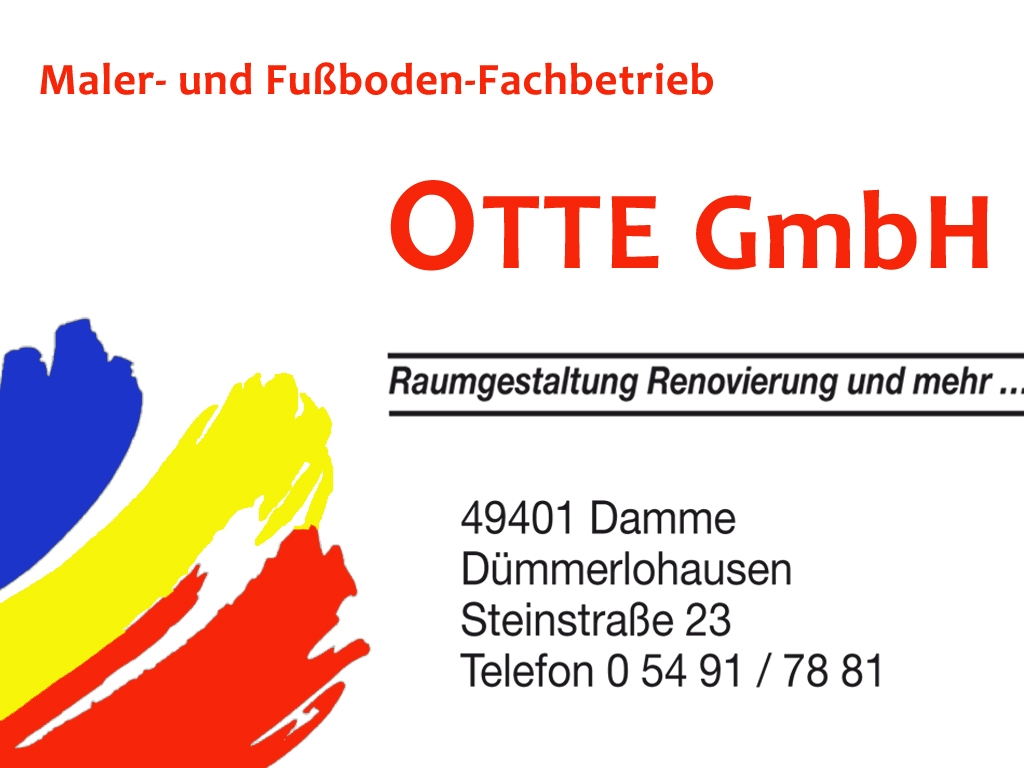 Maler- und Fußboden-Fachbetrieb
OTTE GmbH
Raumgestaltung Renovierung und mehr ...
49401 Damme
Dümmerlohausen
Steinstraße 23
Telefon 0 54 91 / 78 81